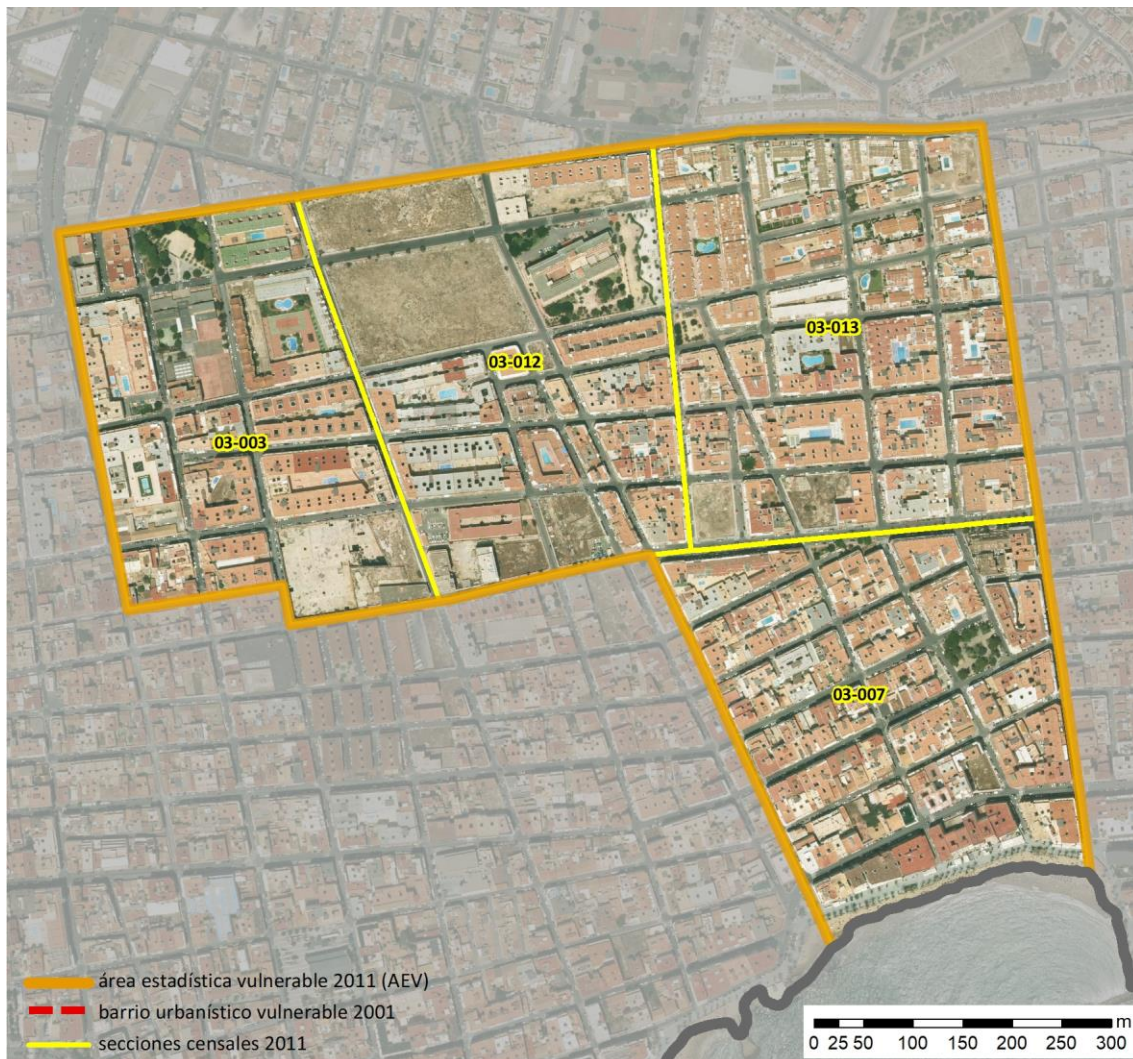 03-012
03-013
03-003
03-007
área estadística vulnerable 2011 (AEV)
barrio urbanístico vulnerable 2001
secciones censales 2011
m
0 25 50 100 150 200 250 300